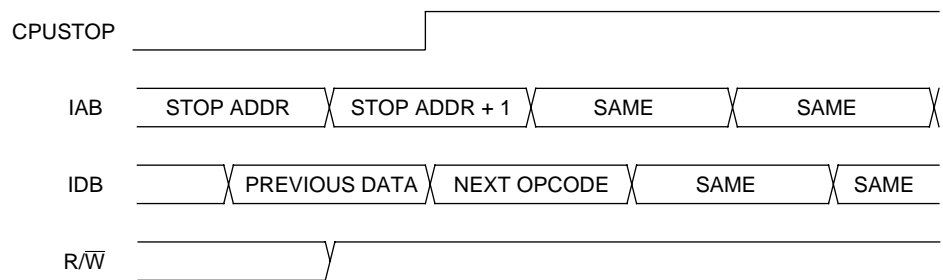 CPUSTOP
IAB STOP ADDR STOP ADDR + 1 SAME SAME
IDB PREVIOUS DATA NEXT OPCODE SAME SAME
R/W̅